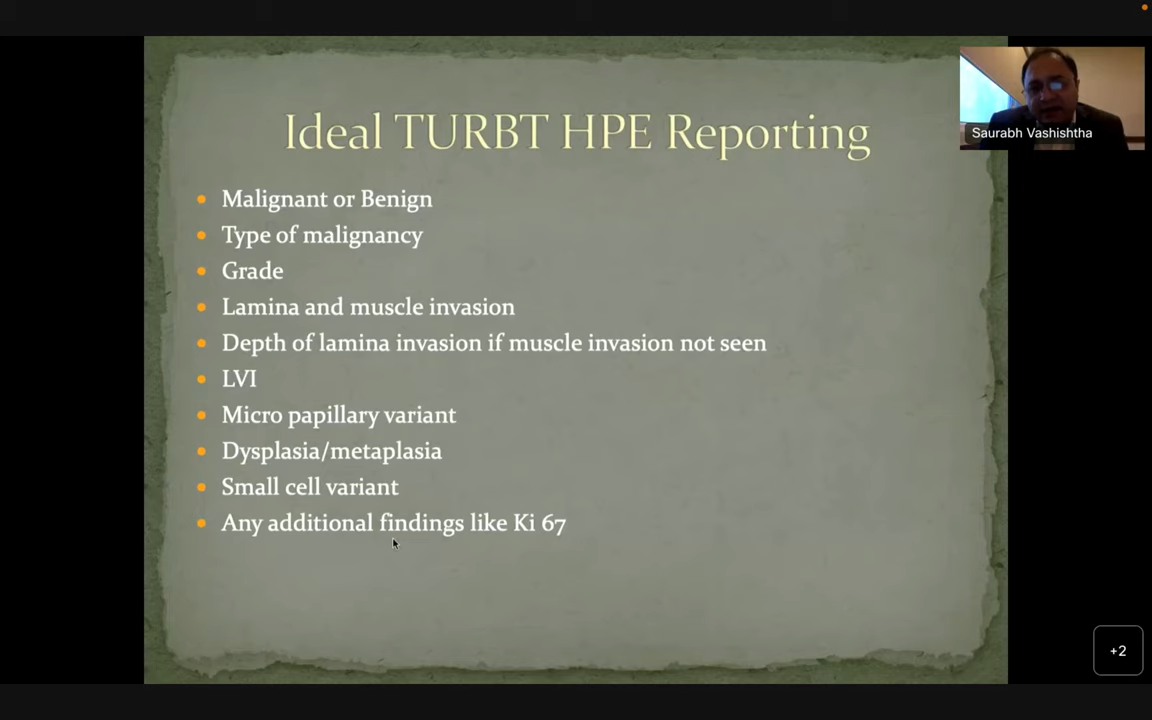 Ideal TURBT HPE Reporting
Saurabh Vashishtha
Malignant or Benign
Type of malignancy
Grade
Lamina and muscle invasion
Depth of lamina invasion if muscle invasion not seen
LVI
Micro papillary variant
Dysplasia/metaplasia
Small cell variant
Any additional findings like Ki 67
+2